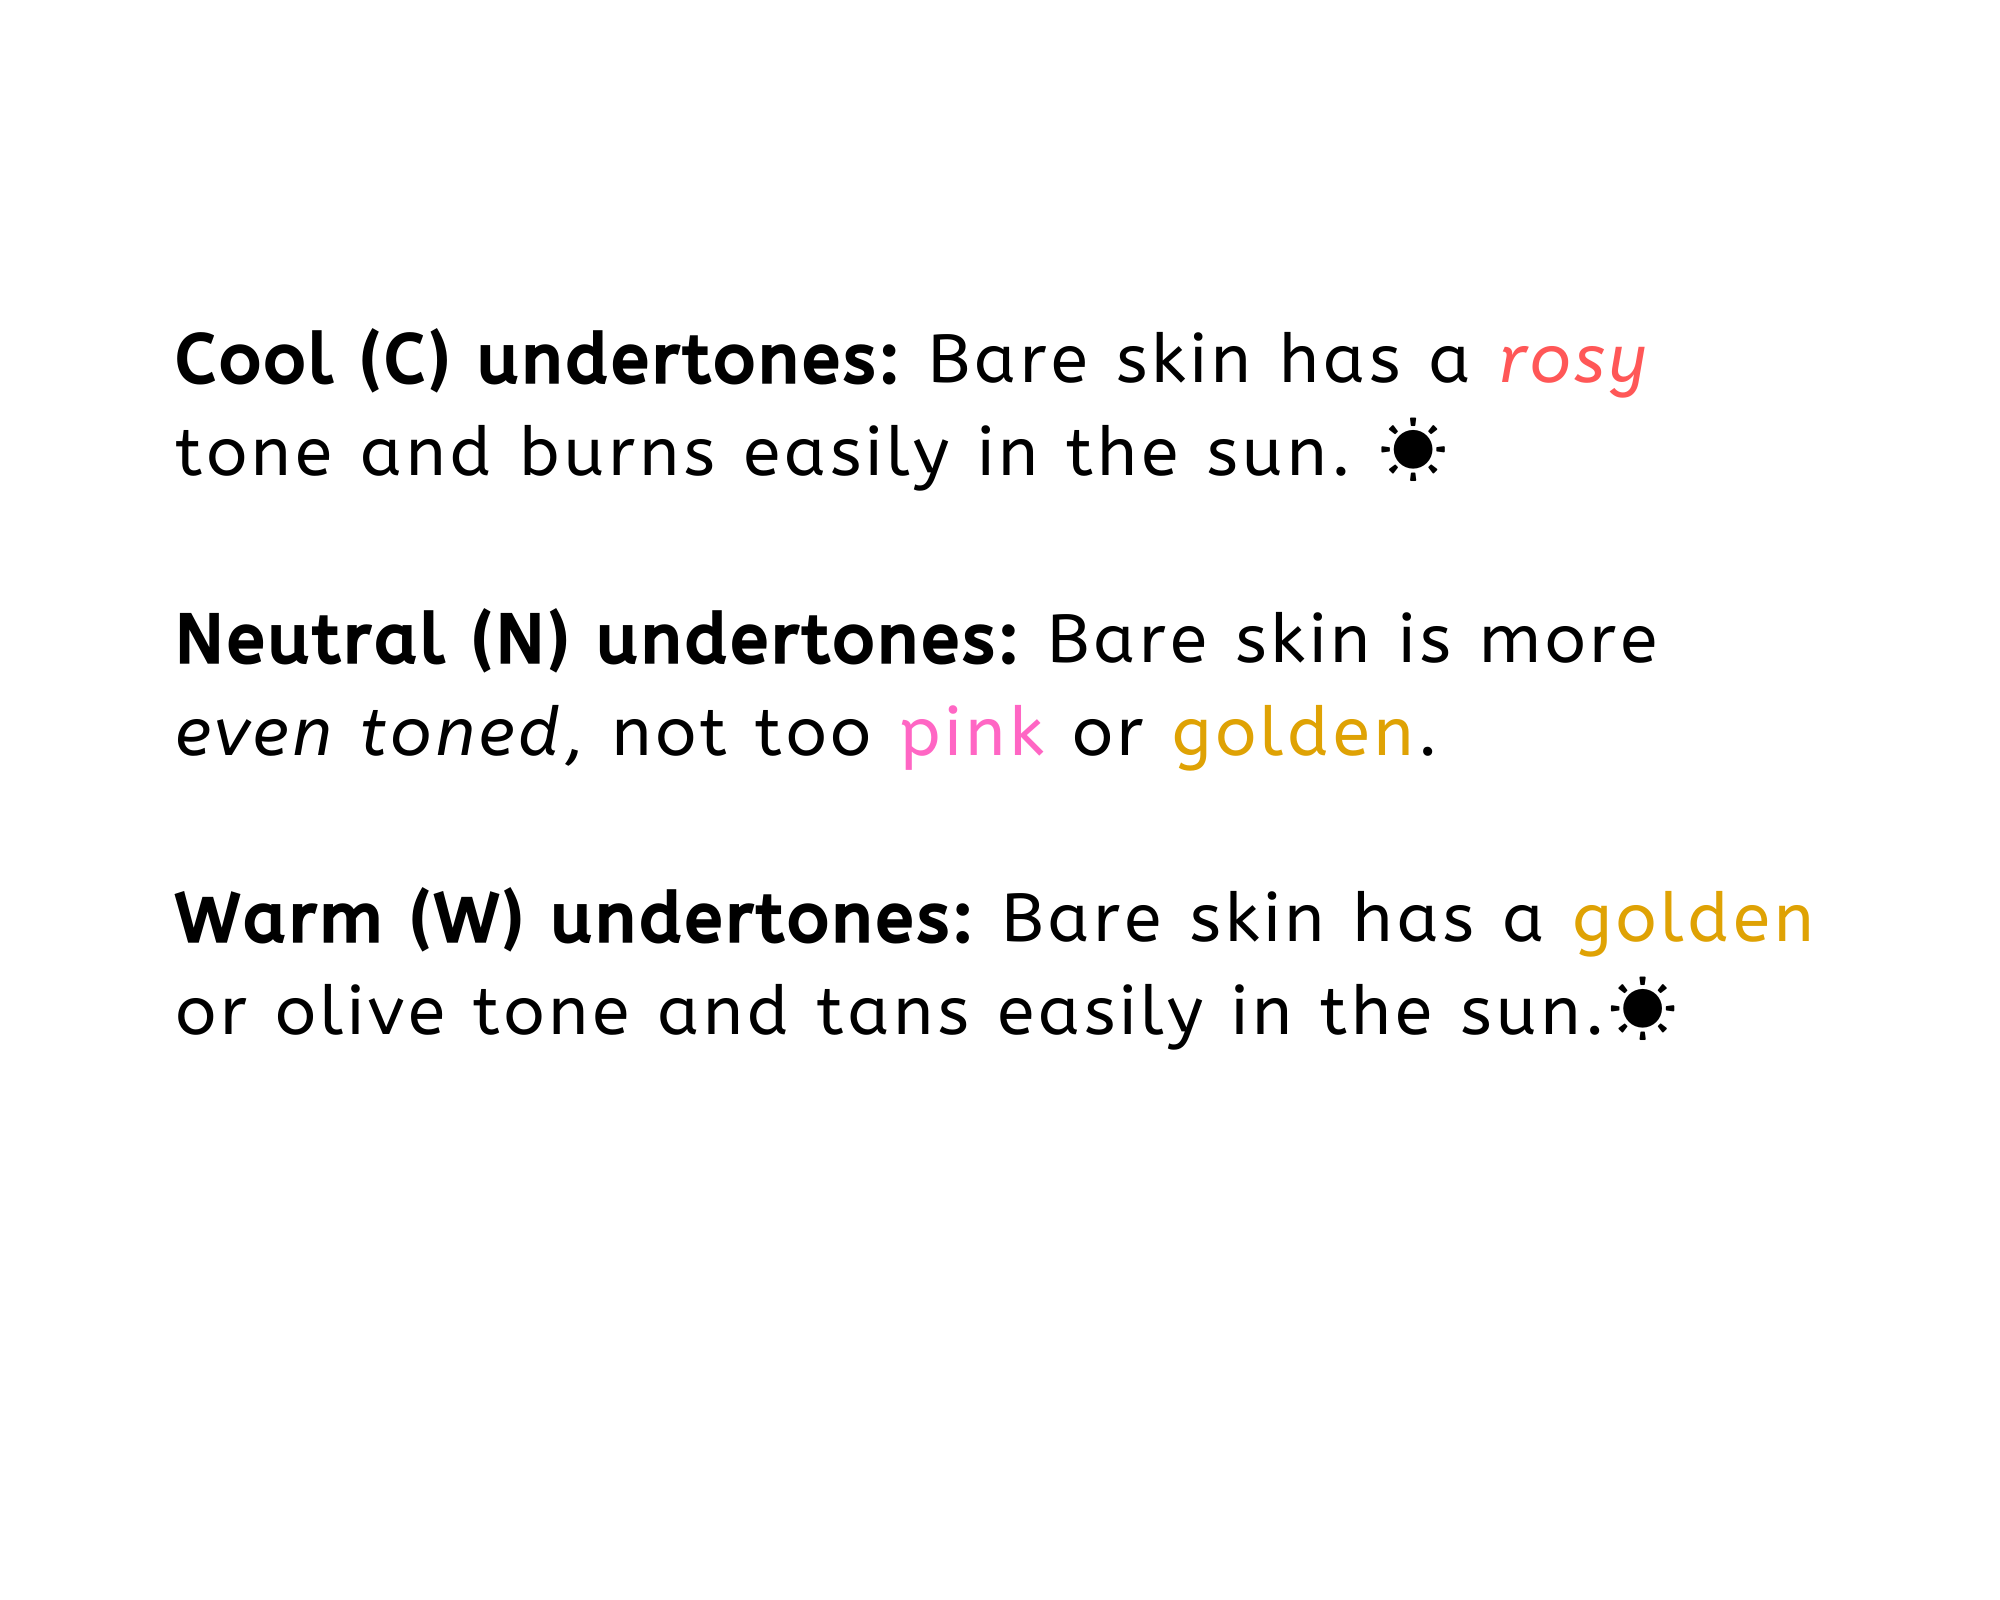 Cool (C) undertones: Bare skin has a rosy
tone and burns easily in the sun. ☀
Neutral (N) undertones: Bare skin is more
even toned, not too pink or golden.
Warm (W) undertones: Bare skin has a golden
or olive tone and tans easily in the sun.☀